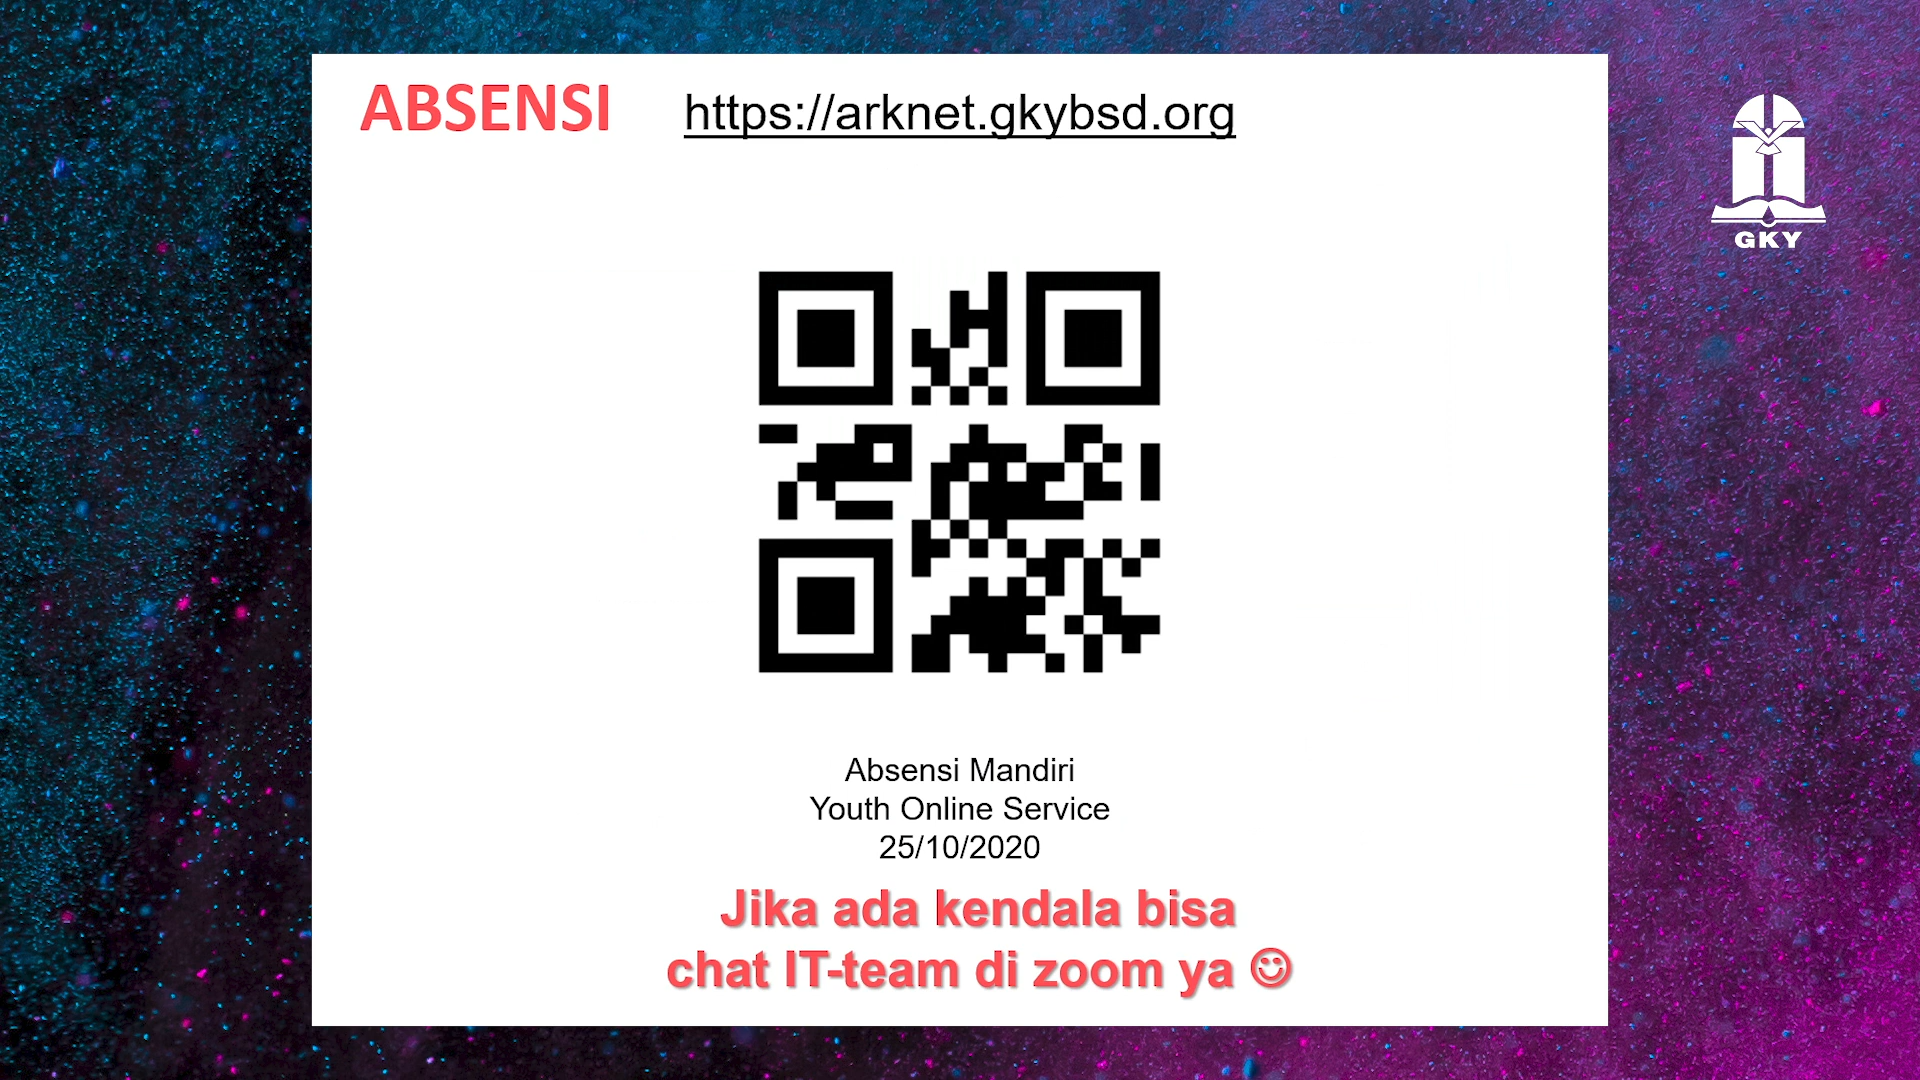 ABSENSI https://arknet.gkybsd.org
GKY
Absensi Mandiri
Youth Online Service
25/10/2020
Jika ada kendala bisa
chat IT-team di zoom ya ☺